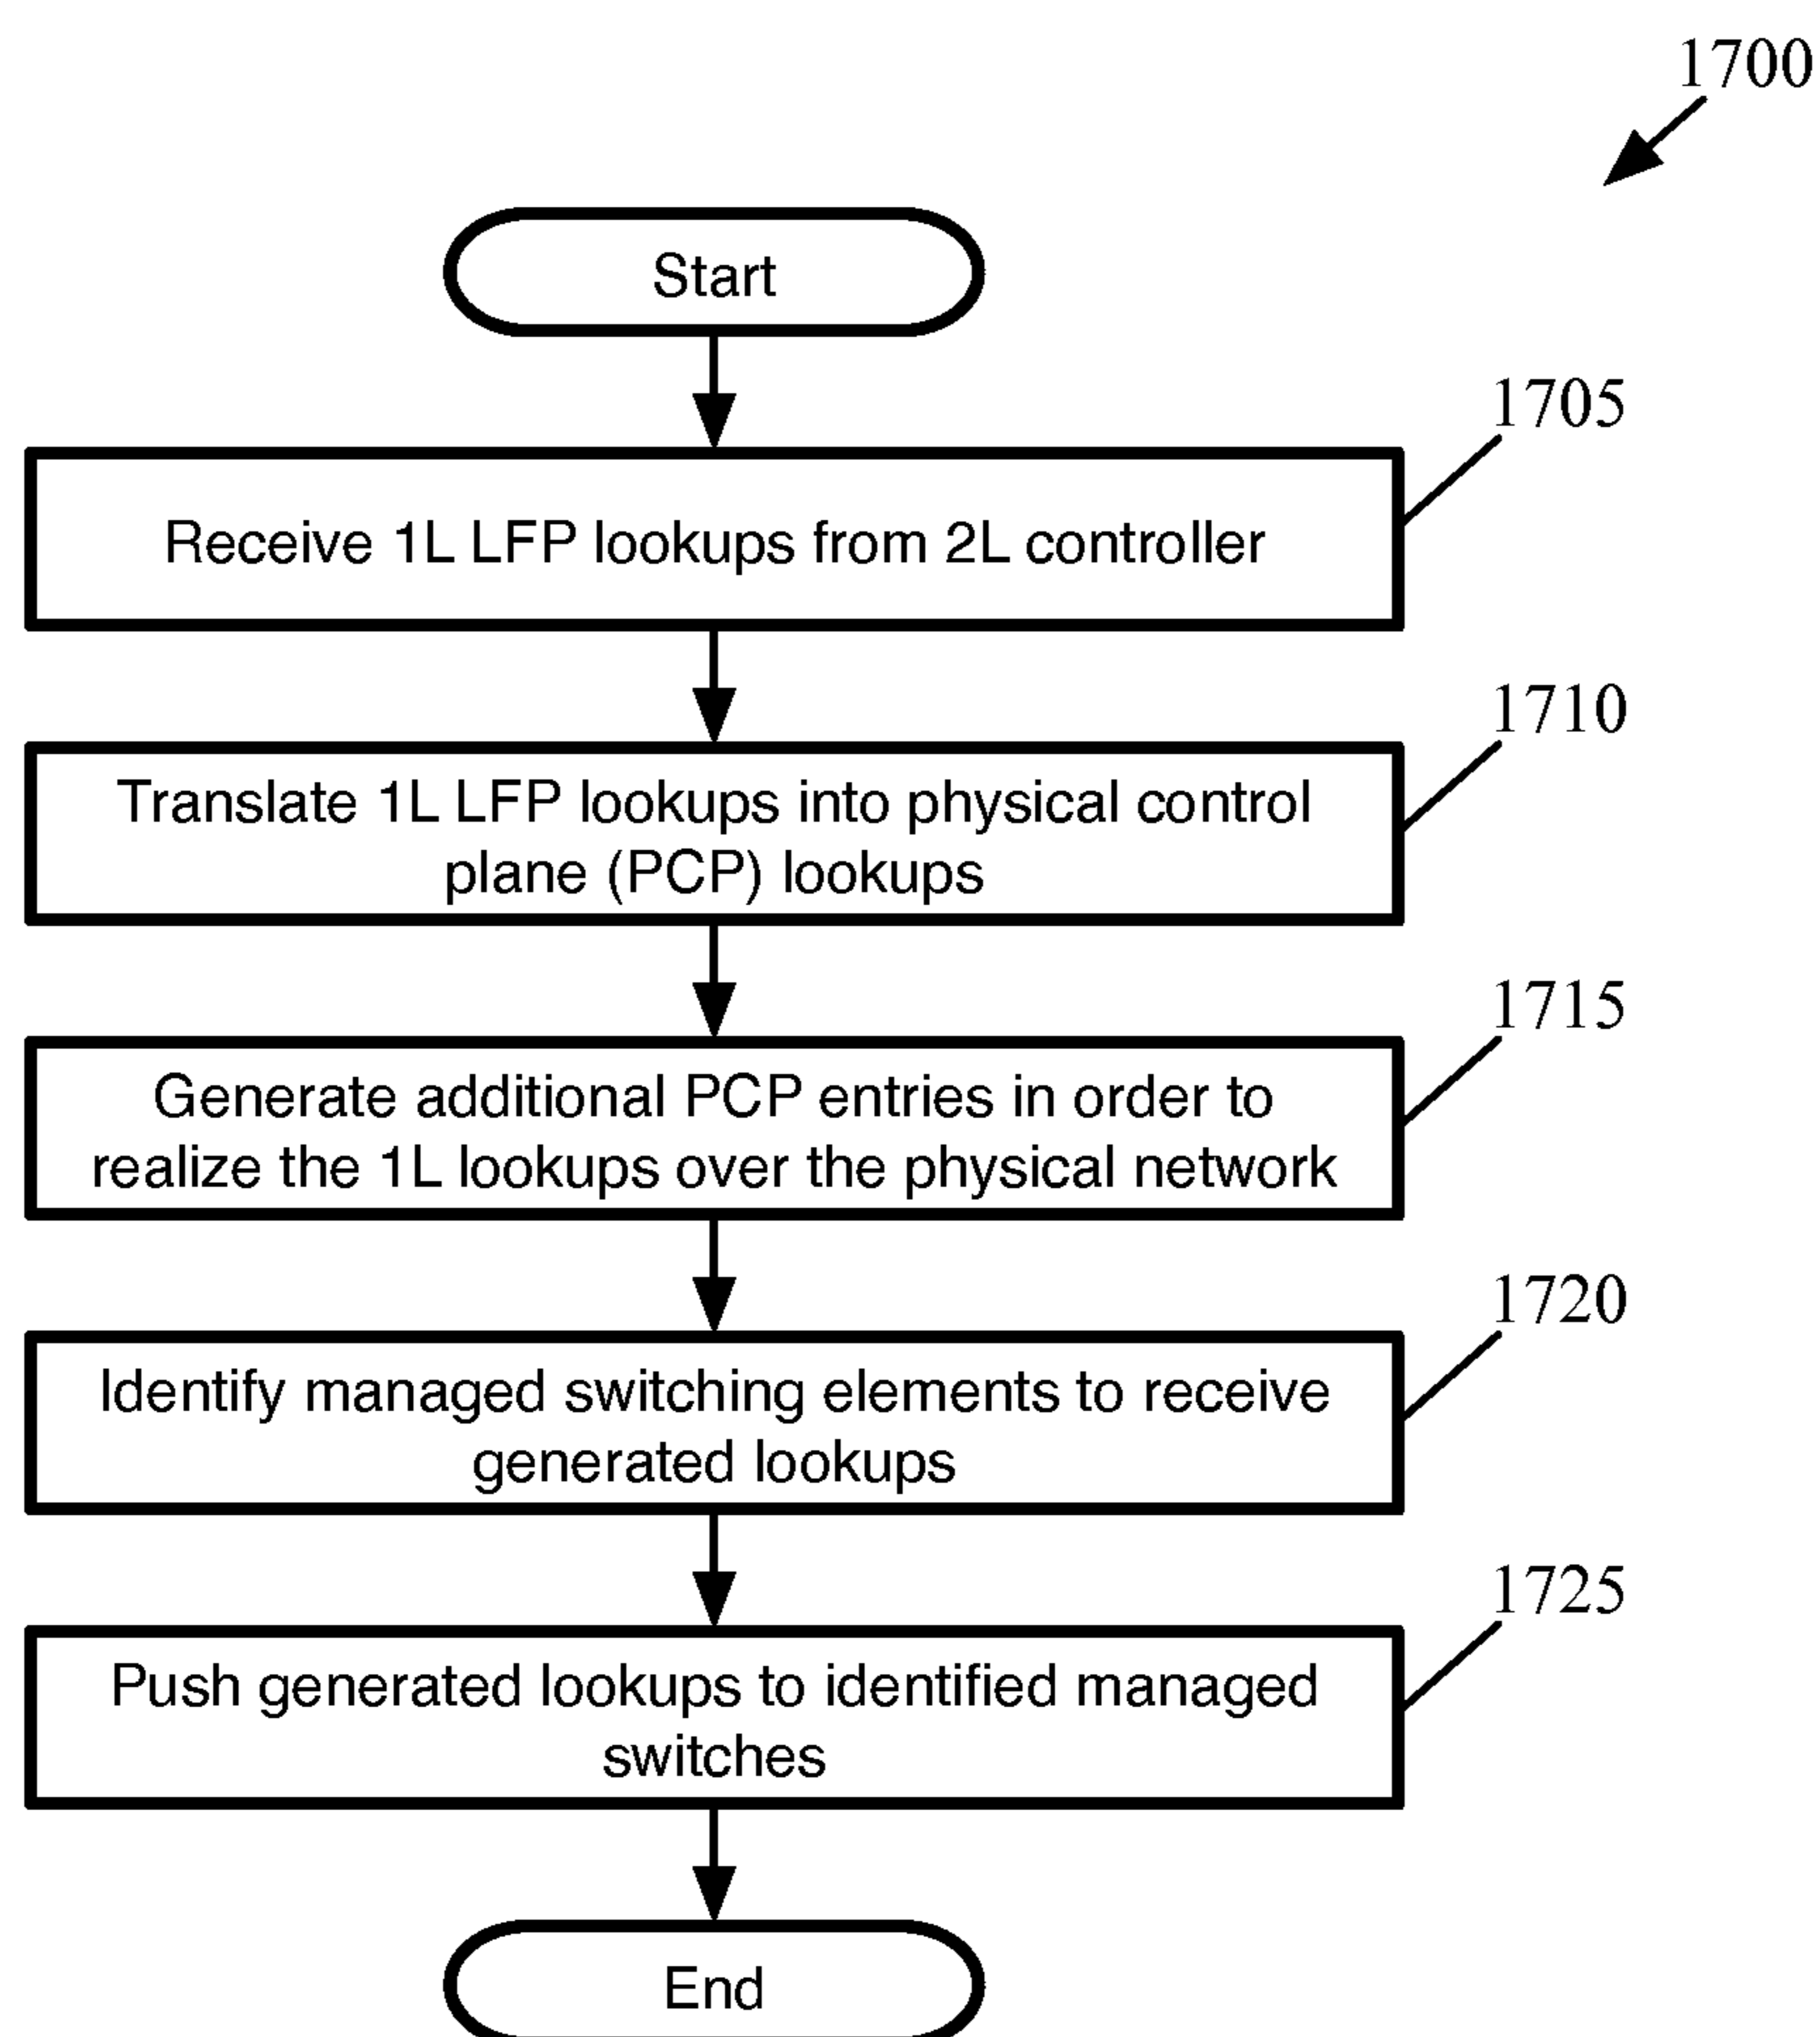 1700
Start
1705
Receive 1L LFP lookups from 2L controller
1710
Translate 1L LFP lookups into physical control
plane (PCP) lookups
1715
Generate additional PCP entries in order to
realize the 1L lookups over the physical network
1720
Identify managed switching elements to receive
generated lookups
1725
Push generated lookups to identified managed
switches
End